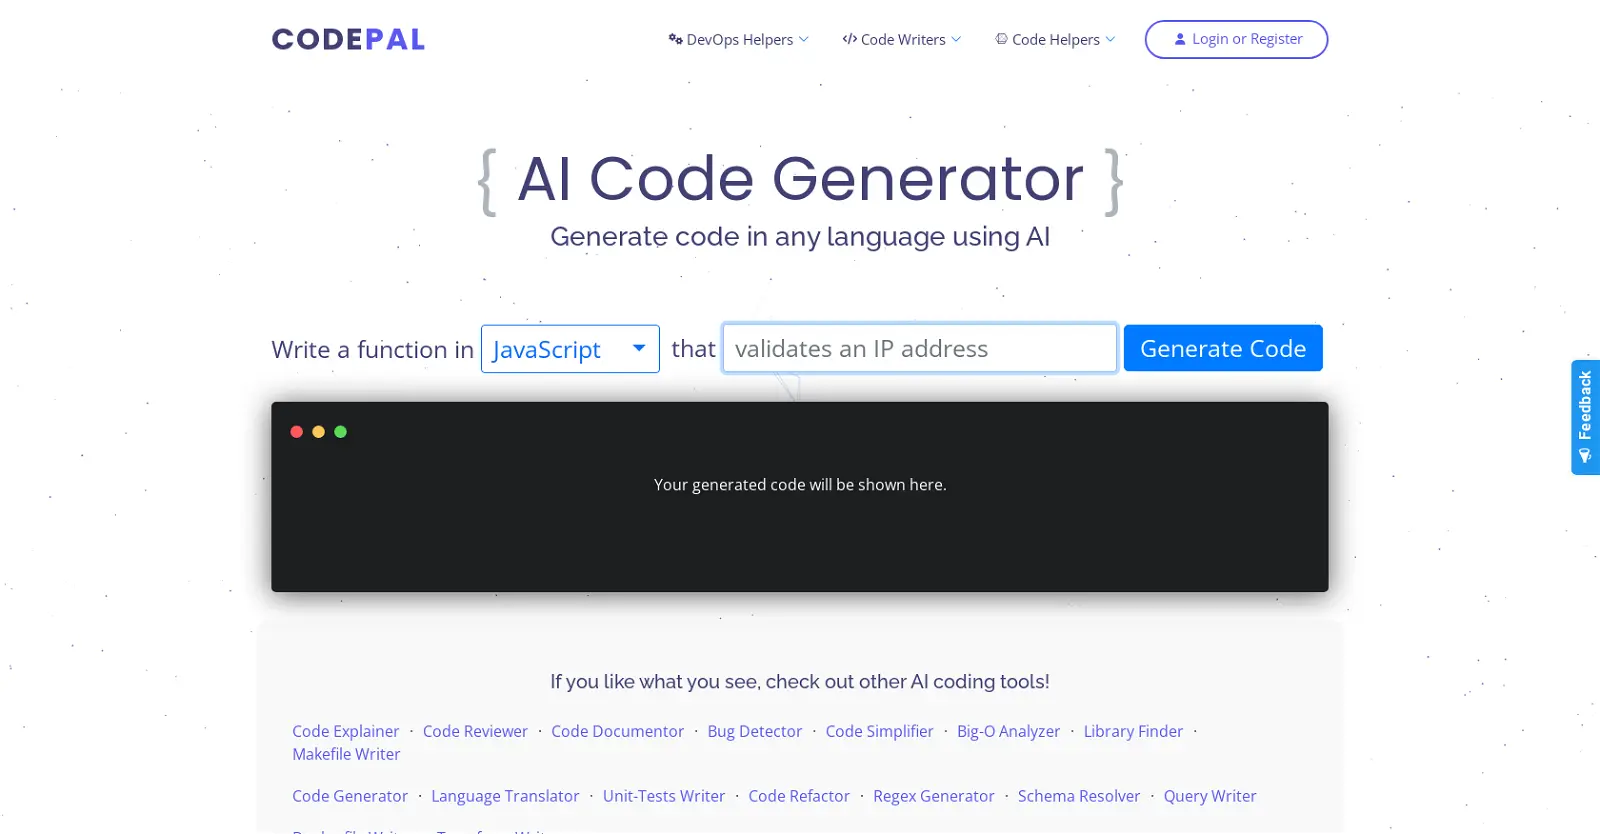 CODEPAL
DevOps Helpers
Code Writers
Code Helpers
Login or Register
{ AI Code Generator }
Generate code in any language using AI
Write a function in JavaScript that validates an IP address Generate Code
Feedback
Your generated code will be shown here.
If you like what you see, check out other AI coding tools!
Code Explainer · Code Reviewer · Code Documentor · Bug Detector · Code Simplifier · Big-O Analyzer · Library Finder ·
Makefile Writer
Code Generator · Language Translator · Unit-Tests Writer · Code Refactor · Regex Generator · Schema Resolver · Query Writer